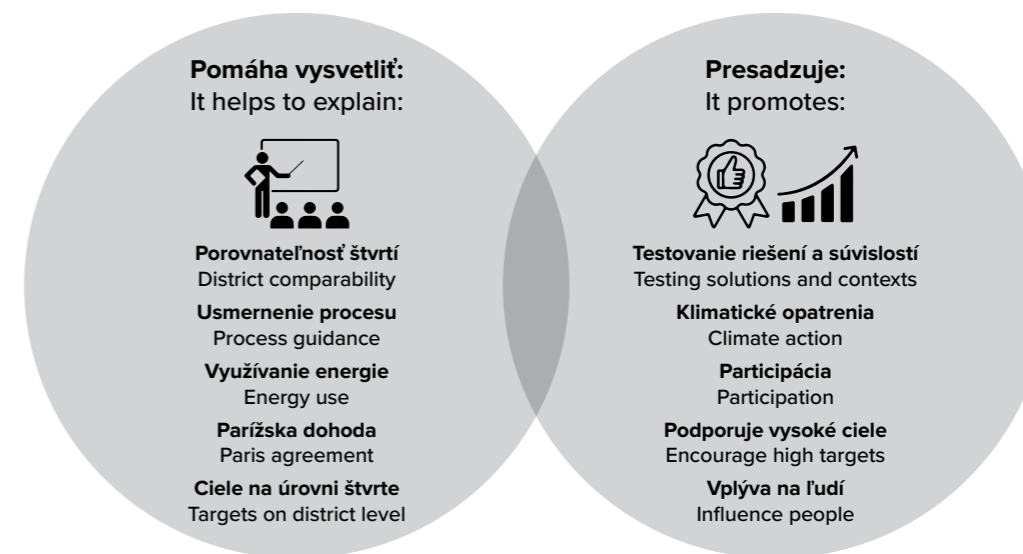 Pomáha vysvetliť:
It helps to explain:
Porovnateľnosť štvrtí
District comparability
Usmernenie procesu
Process guidance
Využívanie energie
Energy use
Parížska dohoda
Paris agreement
Ciele na úrovni štvrte
Targets on district level
Presadzuje:
It promotes:
Testovanie riešení a súvislostí
Testing solutions and contexts
Klimatické opatrenia
Climate action
Participácia
Participation
Podporuje vysoké ciele
Encourage high targets
Vplýva na ľudí
Influence people